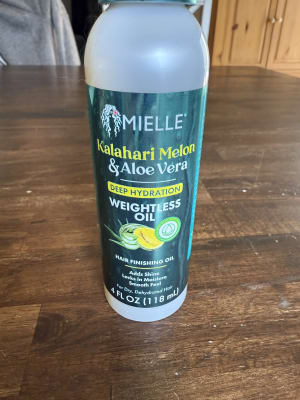 MIELLE
Kalahari Melon
& Aloe Vera
DEEP HYDRATION
WEIGHTLESS
OIL
HAIR FINISHING OIL
Adds Shine
Locks in Moisture
Smooth Feel
For Dry, Dehydrated Hair
4 FL OZ (118 mL)